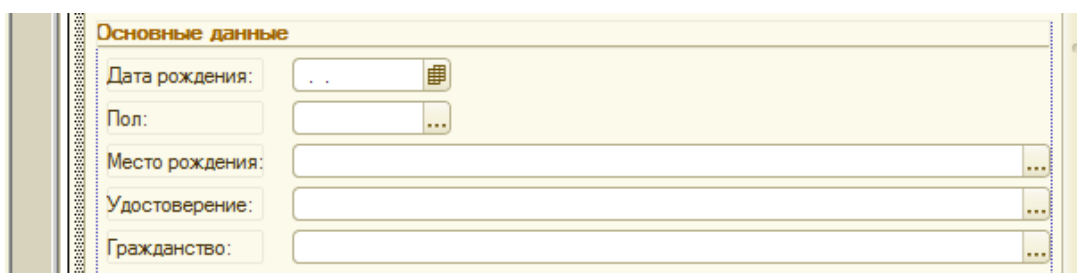 Основные данные
Дата рождения: . .
Пол: ...
Место рождения: ...
Удостоверение: ...
Гражданство: ...